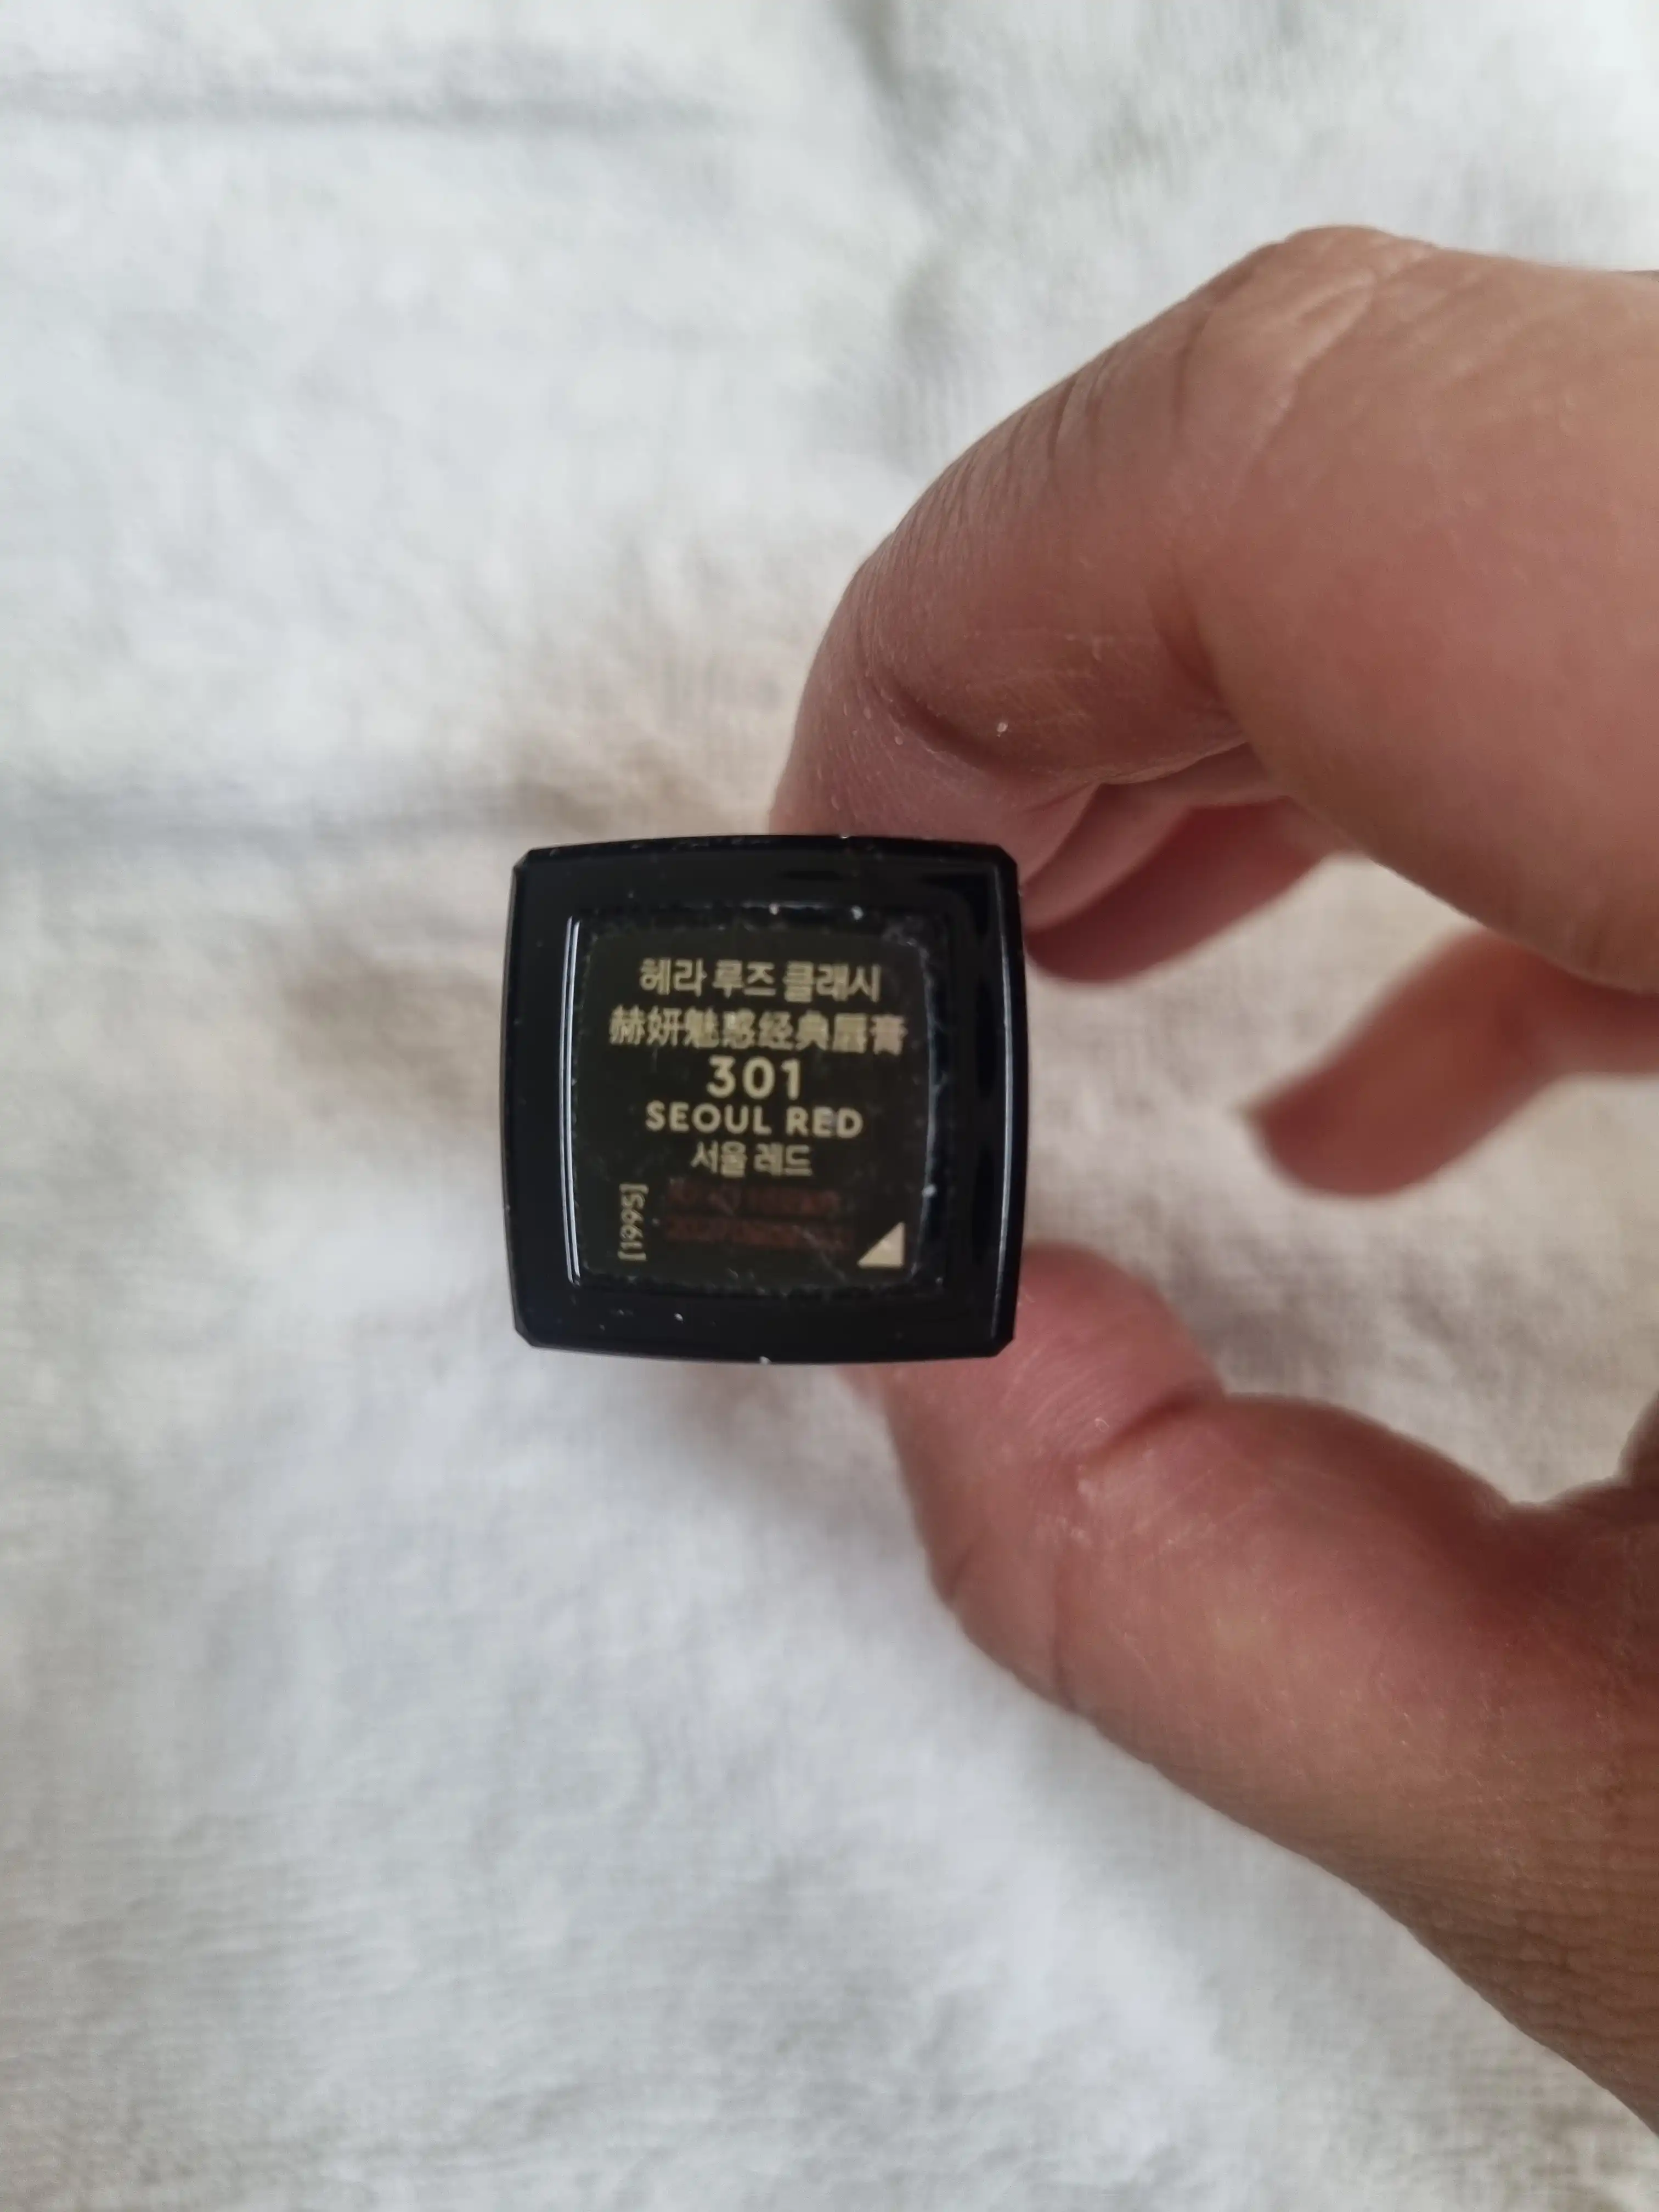 헤라 루즈 클래시
赫妍魅惑经典唇膏
301
SEOUL RED
서울 레드
[5661]